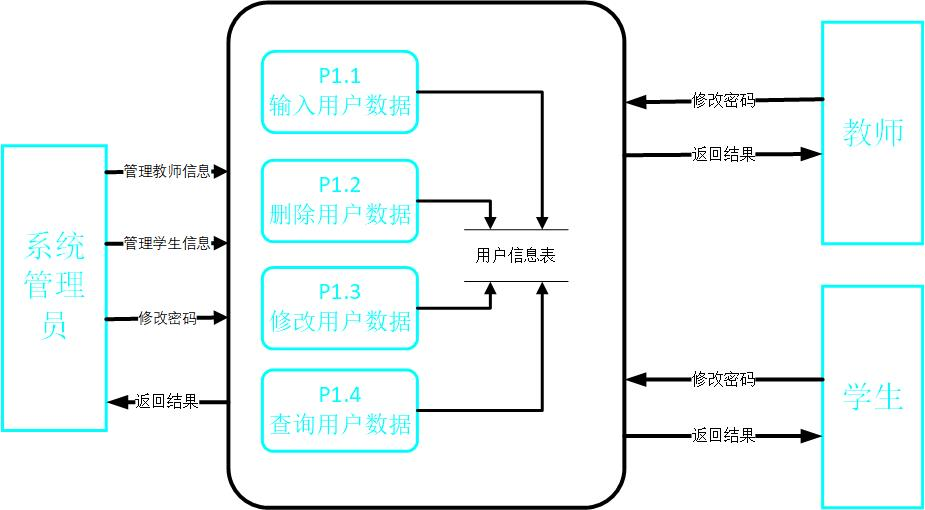 系统
管理
员
管理教师信息
管理学生信息
修改密码
返回结果
P1.1
输入用户数据
P1.2
删除用户数据
P1.3
修改用户数据
P1.4
查询用户数据
用户信息表
修改密码
返回结果
教师
修改密码
返回结果
学生